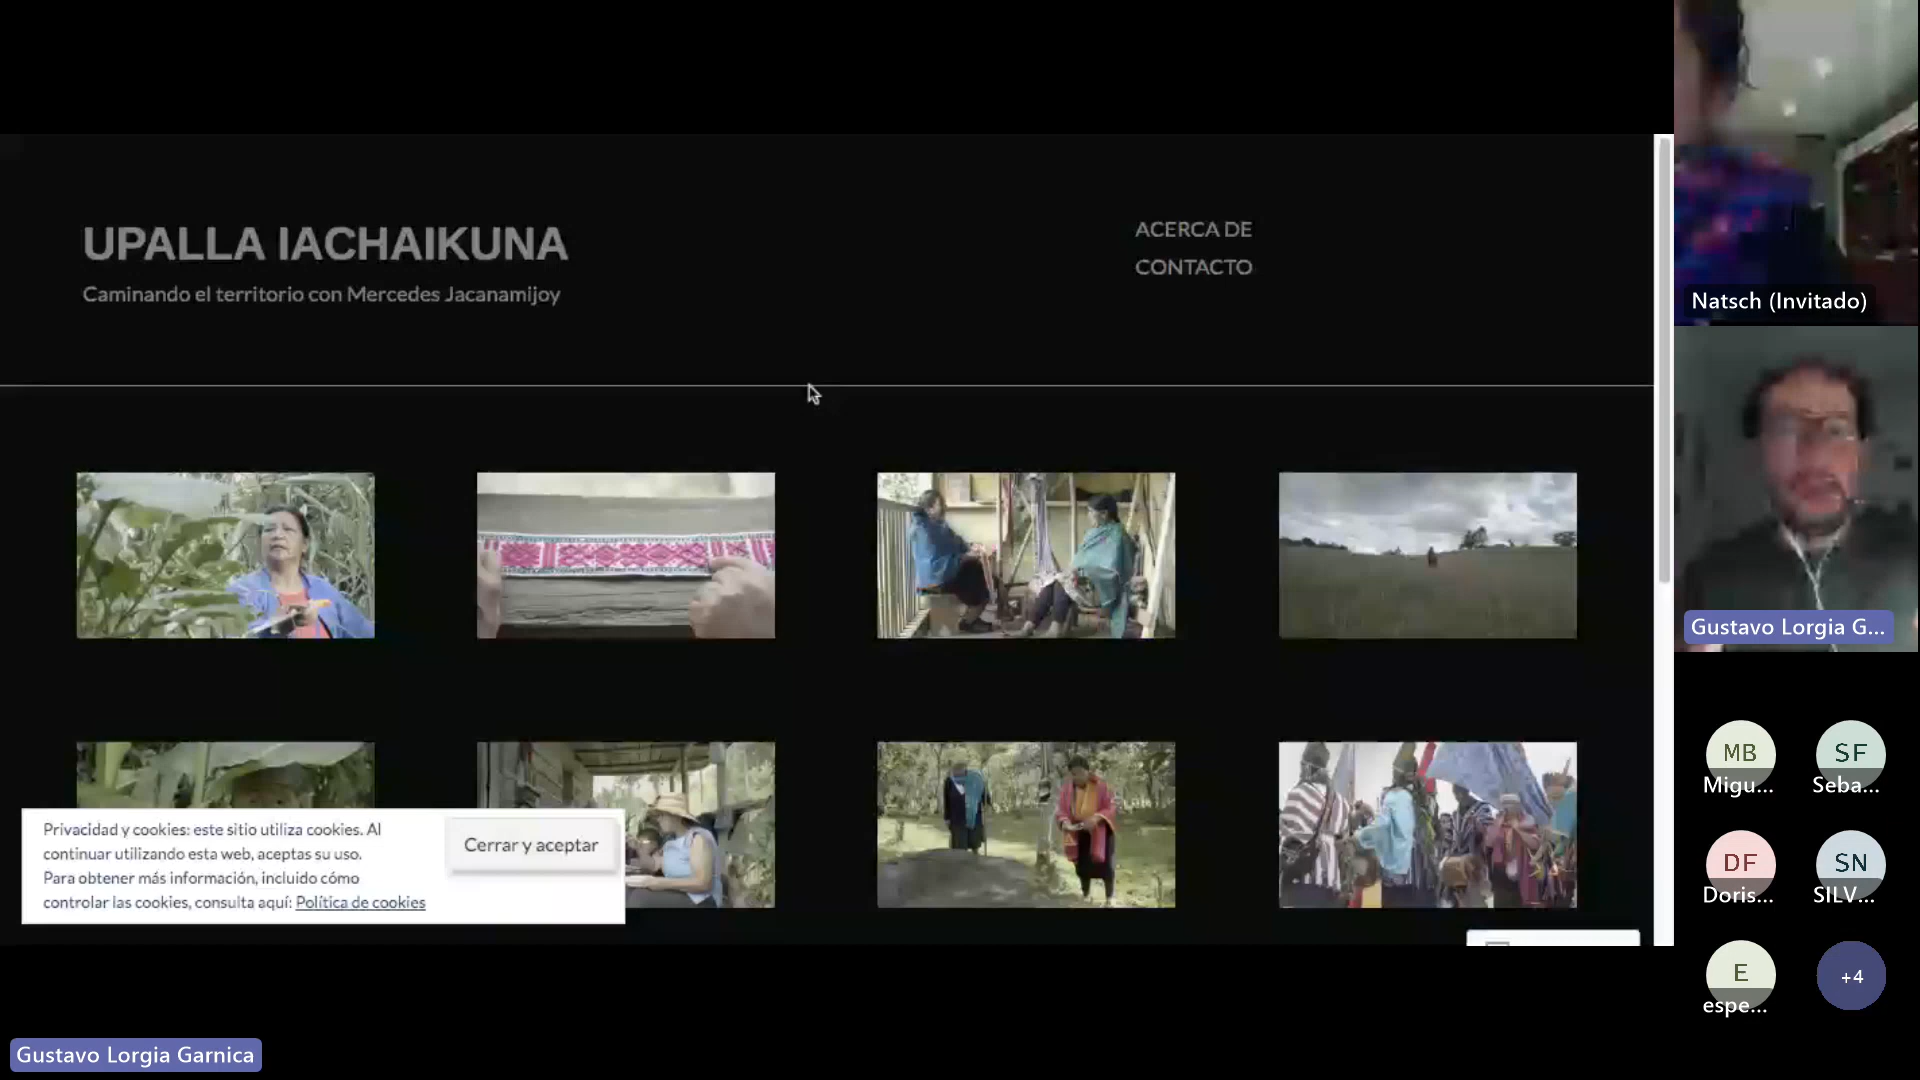 UPALLA IACHAIKUNA
Caminando el territorio con Mercedes Jacanamijoy
ACERCA DE
CONTACTO
Privacidad y cookies: este sitio utiliza cookies. Al
continuar utilizando esta web, aceptas su uso.
Para obtener más información, incluido cómo
controlar las cookies, consulta aquí: Política de cookies
Cerrar y aceptar
Natsch (Invitado)
Gustavo Lorgia G...
MB
Migu...
SF
Seba...
DF
Doris...
SN
SILV...
E
espe...
+4
Gustavo Lorgia Garnica